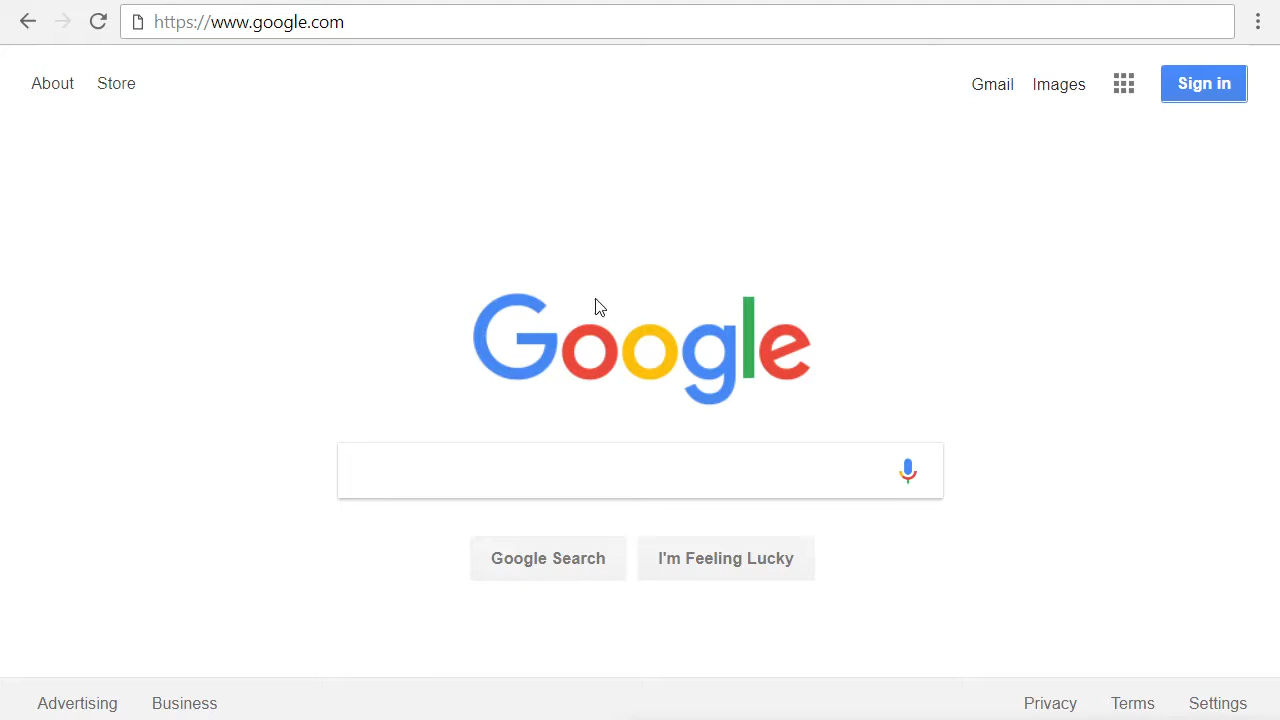 https://www.google.com
About Store Gmail Images Sign in
Google
Google Search I'm Feeling Lucky
Advertising Business Privacy Terms Settings